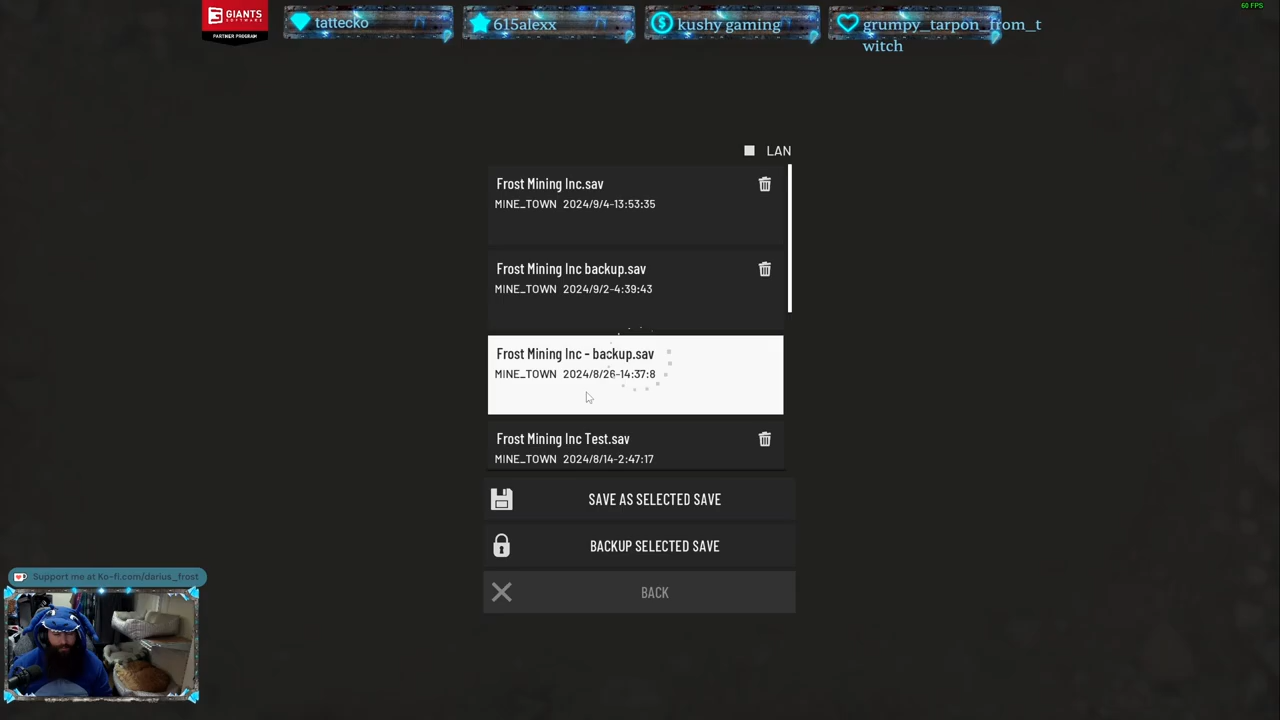 GIANTS
SOFTWARE
PARTNER PROGRAM
tattecko
615alexx
kushy gaming
grumpy_tarpon_from_t
witch
60 FPS
LAN
Frost Mining Inc.sav
MINE_TOWN 2024/9/4-13:53:35
Frost Mining Inc backup.sav
MINE_TOWN 2024/9/2-4:39:43
Frost Mining Inc - backup.sav
MINE_TOWN 2024/8/26-14:37:8
Frost Mining Inc Test.sav
MINE_TOWN 2024/8/14-2:47:17
SAVE AS SELECTED SAVE
BACKUP SELECTED SAVE
BACK
Support me at Ko-fi.com/darius_frost